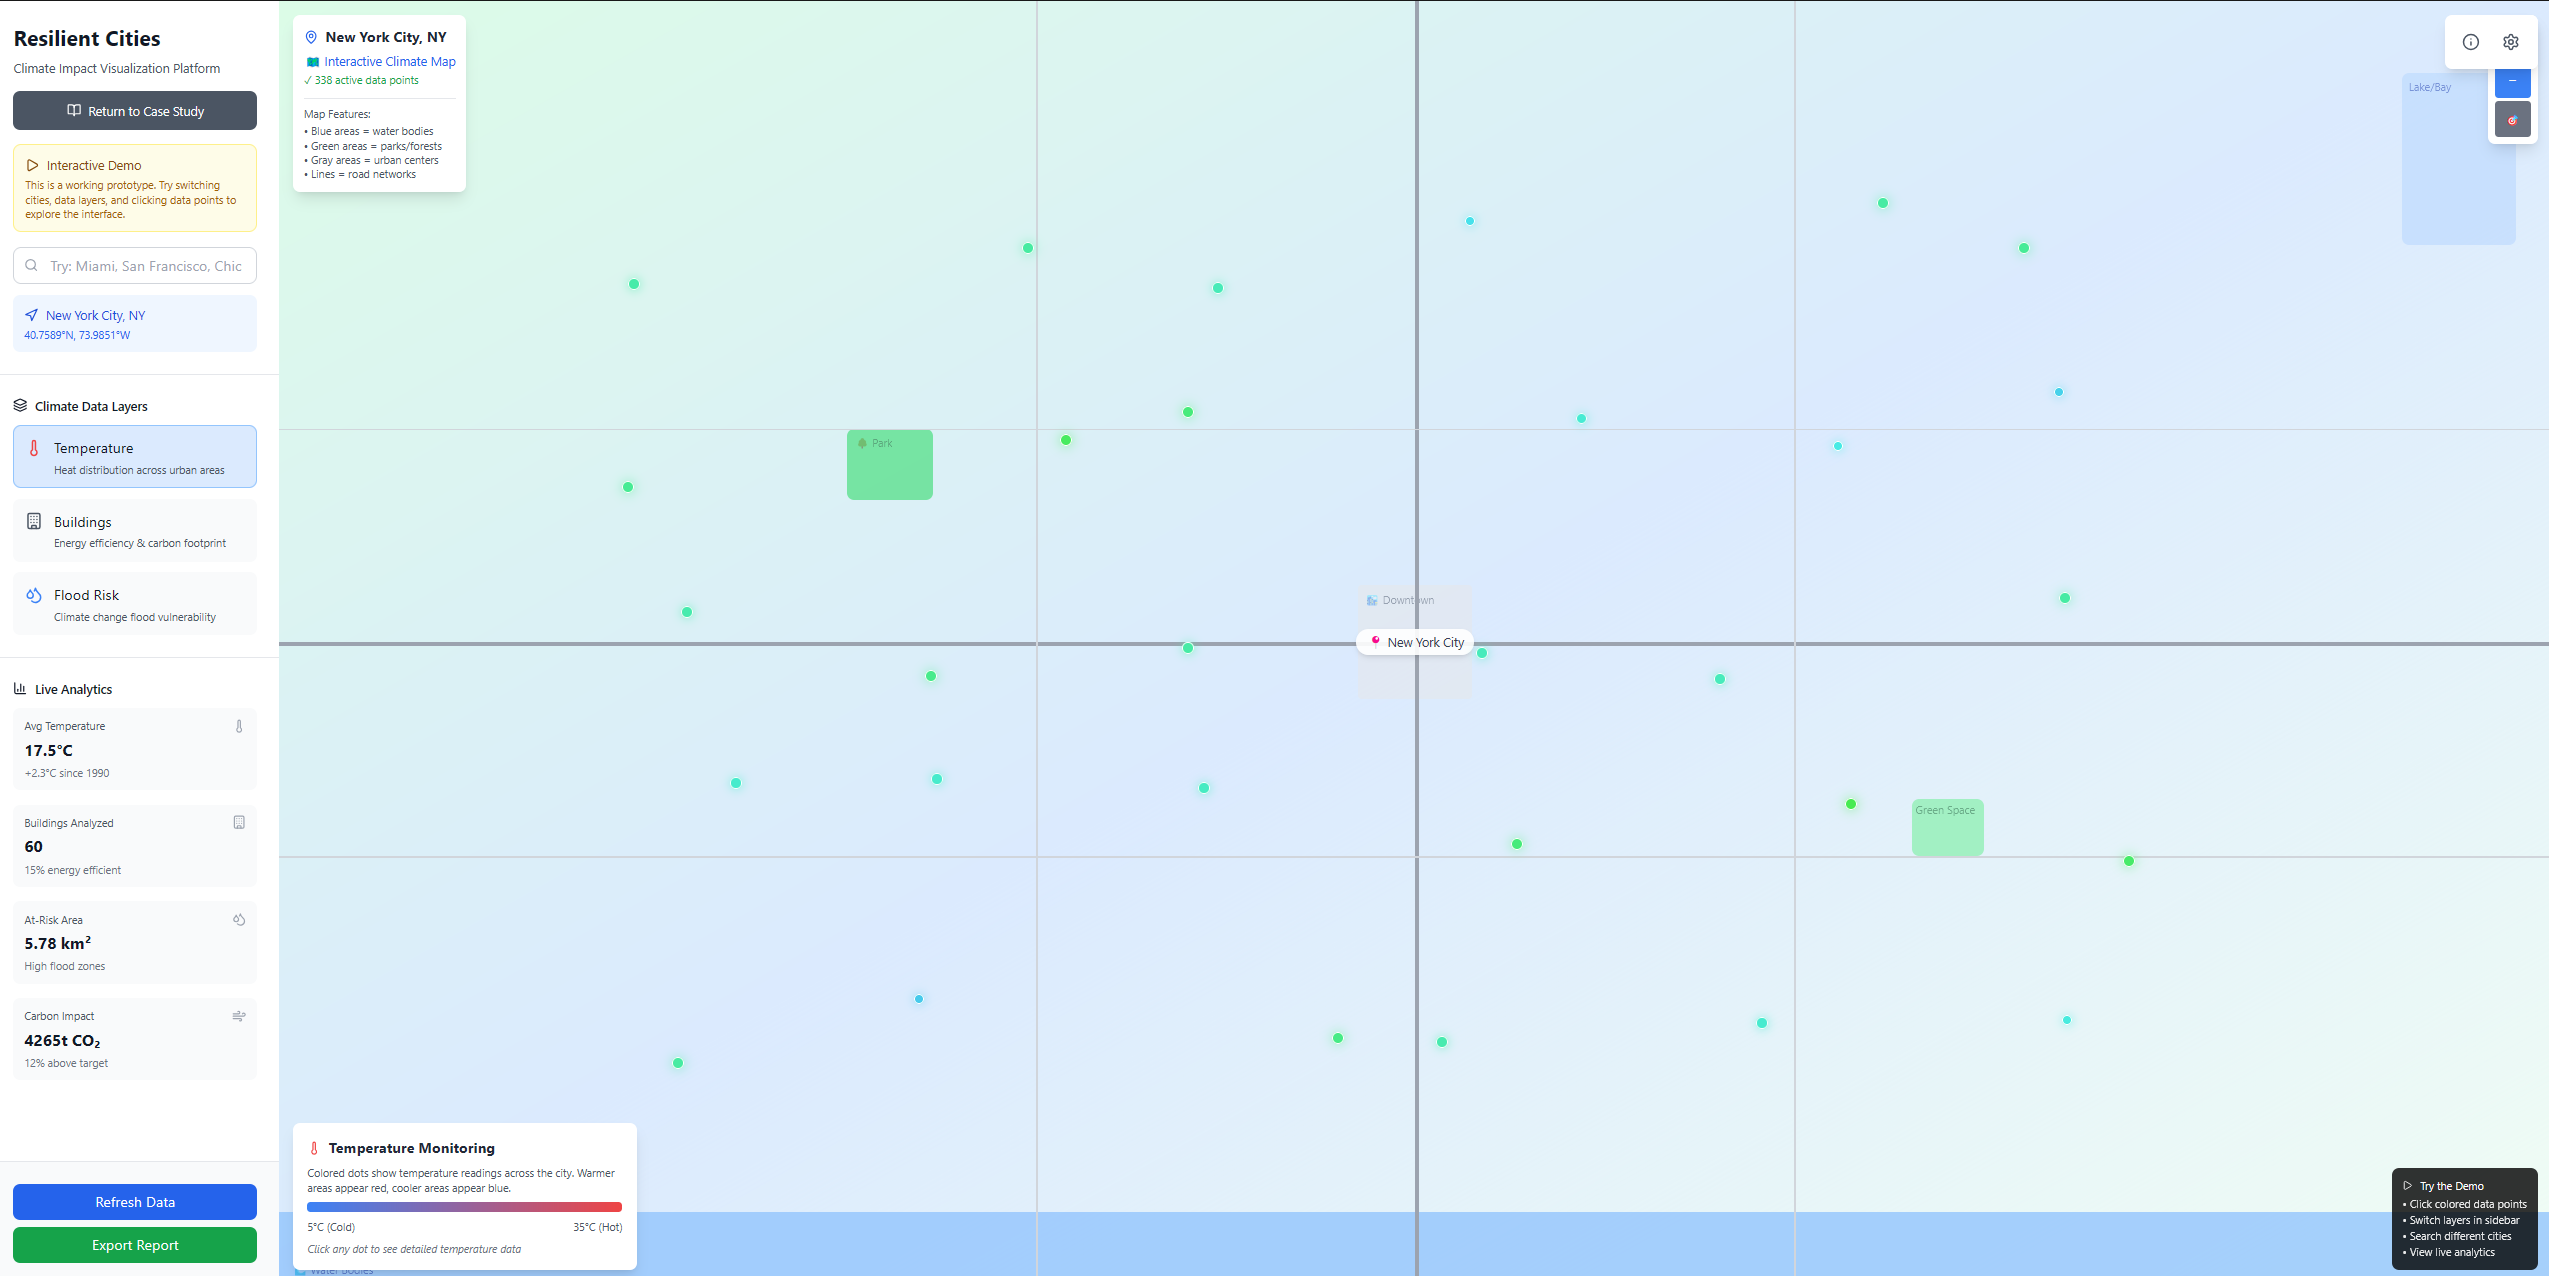 Resilient Cities
Climate Impact Visualization Platform
Return to Case Study
Interactive Demo
This is a working prototype. Try switching
cities, data layers, and clicking data points to
explore the interface.
Try: Miami, San Francisco, Chic
New York City, NY
40.7589°N, 73.9851°W
Climate Data Layers
Temperature
Heat distribution across urban areas
Buildings
Energy efficiency & carbon footprint
Flood Risk
Climate change flood vulnerability
Live Analytics
Avg Temperature
17.5°C
+2.3°C since 1990
Buildings Analyzed
60
15% energy efficient
At-Risk Area
5.78 km²
High flood zones
Carbon Impact
4265t CO₂
12% above target
Refresh Data
Export Report
New York City, NY
Interactive Climate Map
✓ 338 active data points
Map Features:
• Blue areas = water bodies
• Green areas = parks/forests
• Gray areas = urban centers
• Lines = road networks
Lake/Bay
−
Park
Downtown
New York City
Green Space
Temperature Monitoring
Colored dots show temperature readings across the city. Warmer
areas appear red, cooler areas appear blue.
5°C (Cold)
35°C (Hot)
Click any dot to see detailed temperature data
Water Bodies
Try the Demo
• Click colored data points
• Switch layers in sidebar
• Search different cities
• View live analytics